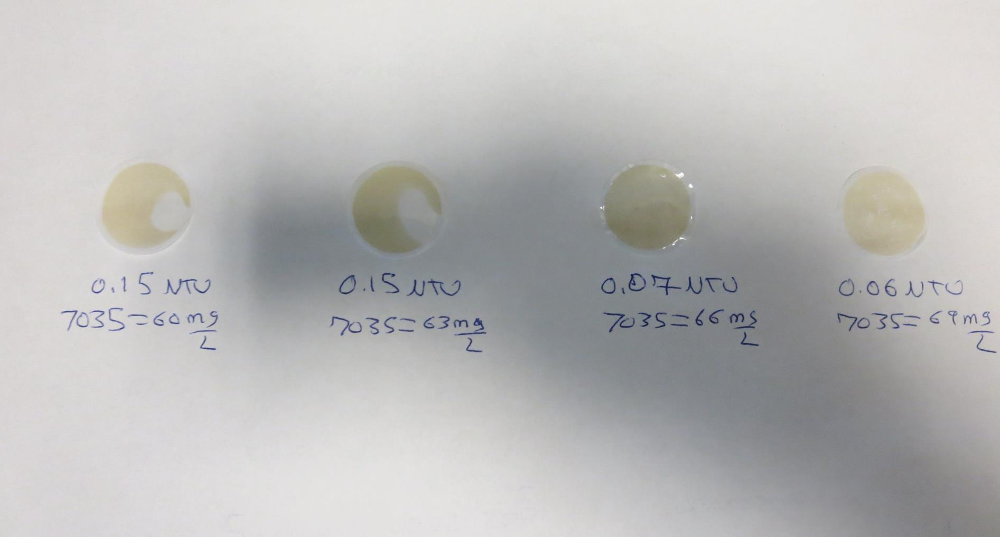 0.15 NTU
7035=60 mg/L
0.15 NTU
7035=63 mg/L
0.07 NTU
7035=66 mg/L
0.06 NTU
7035=69 mg/L